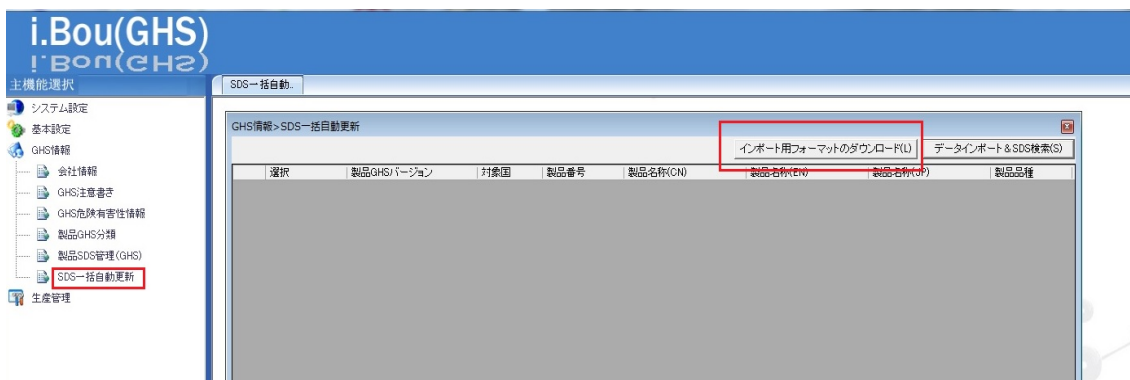 i.Bou(GHS)
主機能選択
システム設定
基本設定
GHS情報
会社情報
GHS注意書き
GHS危険有害性情報
製品GHS分類
製品SDS管理(GHS)
SDS一括自動更新
生産管理
SDS一括自動..
GHS情報>SDS一括自動更新
インポート用フォーマットのダウンロード(L) データインポート&SDS検索(S)
選択 製品GHSバージョン 対象国 製品番号 製品名称(CN) 製品名称(EN) 製品名称(JP) 製品品種